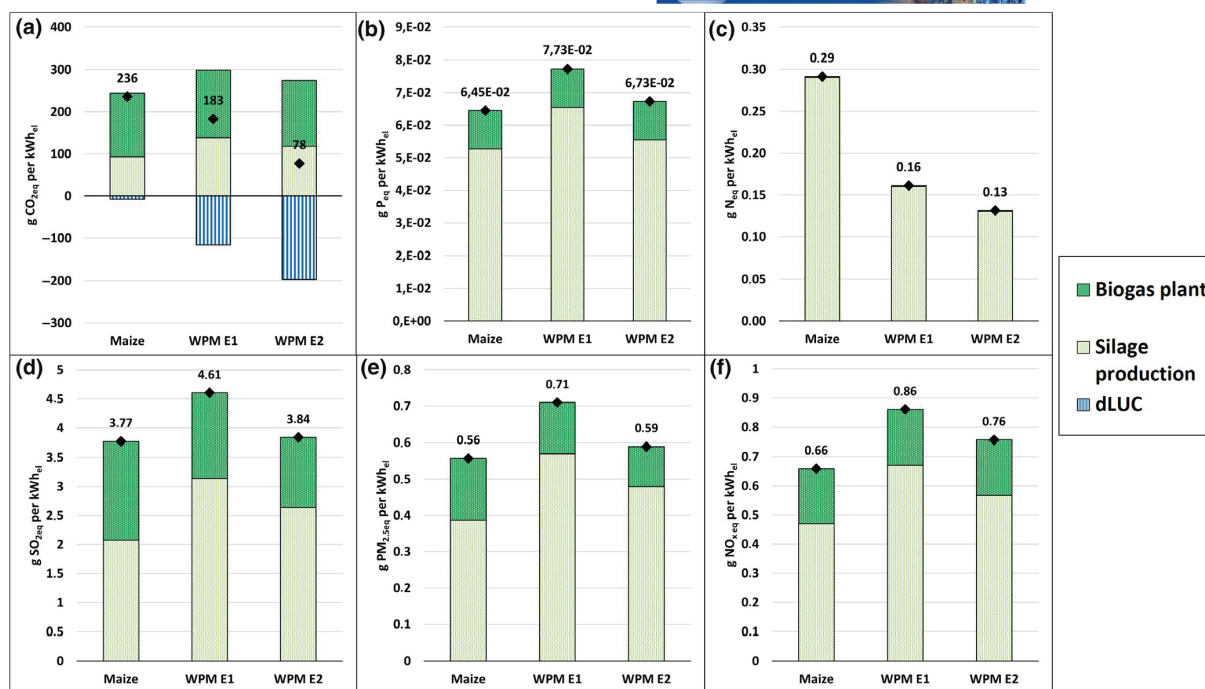 (a)
400
300
200
100
0
−100
−200
−300
g CO2eq per kWhel
236
183
78
Maize
WPM E1
WPM E2
(b)
9,E-02
8,E-02
7,E-02
6,E-02
5,E-02
4,E-02
3,E-02
2,E-02
1,E-02
0,E+00
g Peq per kWhel
6,45E-02
7,73E-02
6,73E-02
Maize
WPM E1
WPM E2
(c)
0.35
0.30
0.25
0.20
0.15
0.10
0.05
0.00
g Neq per kWhel
0.29
0.16
0.13
Maize
WPM E1
WPM E2
Biogas plant
Silage
production
dLUC
(d)
5
4.5
4
3.5
3
2.5
2
1.5
1
0.5
0
g SO2eq per kWhel
3.77
4.61
3.84
Maize
WPM E1
WPM E2
(e)
0.8
0.7
0.6
0.5
0.4
0.3
0.2
0.1
0
g PM2.5eq per kWhel
0.56
0.71
0.59
Maize
WPM E1
WPM E2
(f)
1
0.9
0.8
0.7
0.6
0.5
0.4
0.3
0.2
0.1
0
g NOx eq per kWhel
0.66
0.86
0.76
Maize
WPM E1
WPM E2